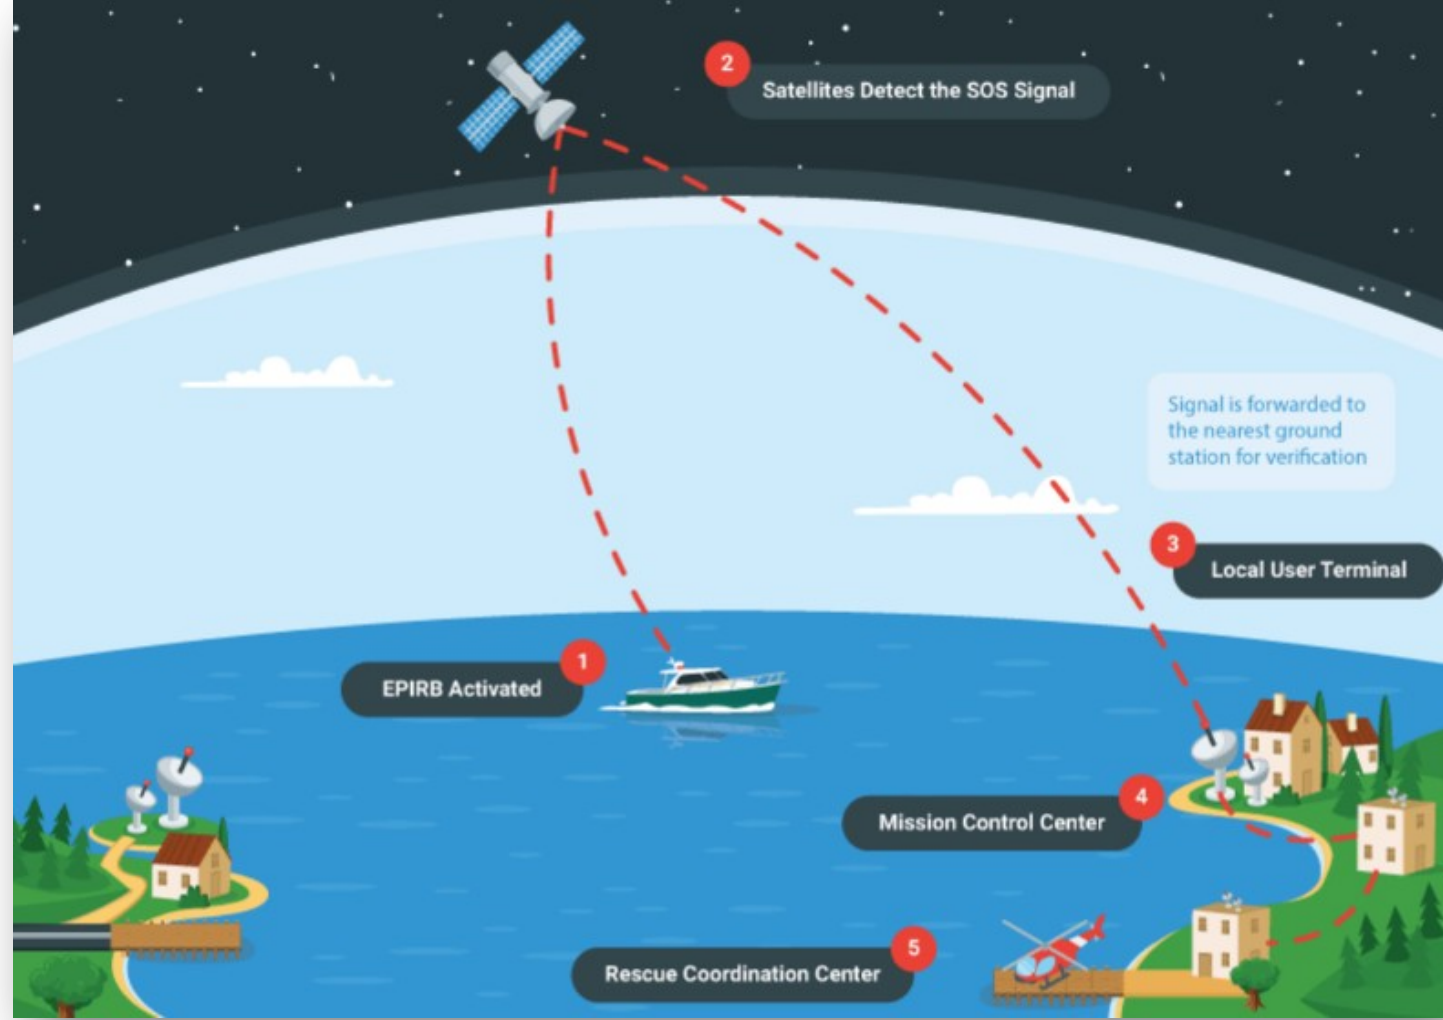 2
Satellites Detect the SOS Signal
Signal is forwarded to
the nearest ground
station for verification
3
Local User Terminal
1
EPIRB Activated
4
Mission Control Center
5
Rescue Coordination Center